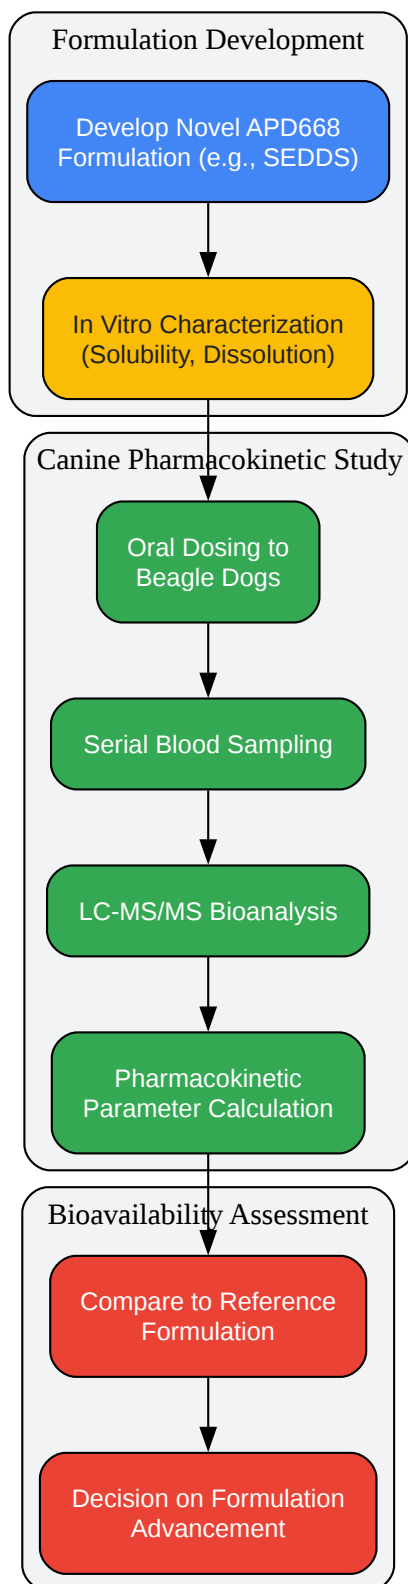 Formulation Development
Develop Novel APD668
Formulation (e.g., SEDDS)
In Vitro Characterization
(Solubility, Dissolution)
Canine Pharmacokinetic Study
Oral Dosing to
Beagle Dogs
Serial Blood Sampling
LC-MS/MS Bioanalysis
Pharmacokinetic
Parameter Calculation
Bioavailability Assessment
Compare to Reference
Formulation
Decision on Formulation
Advancement